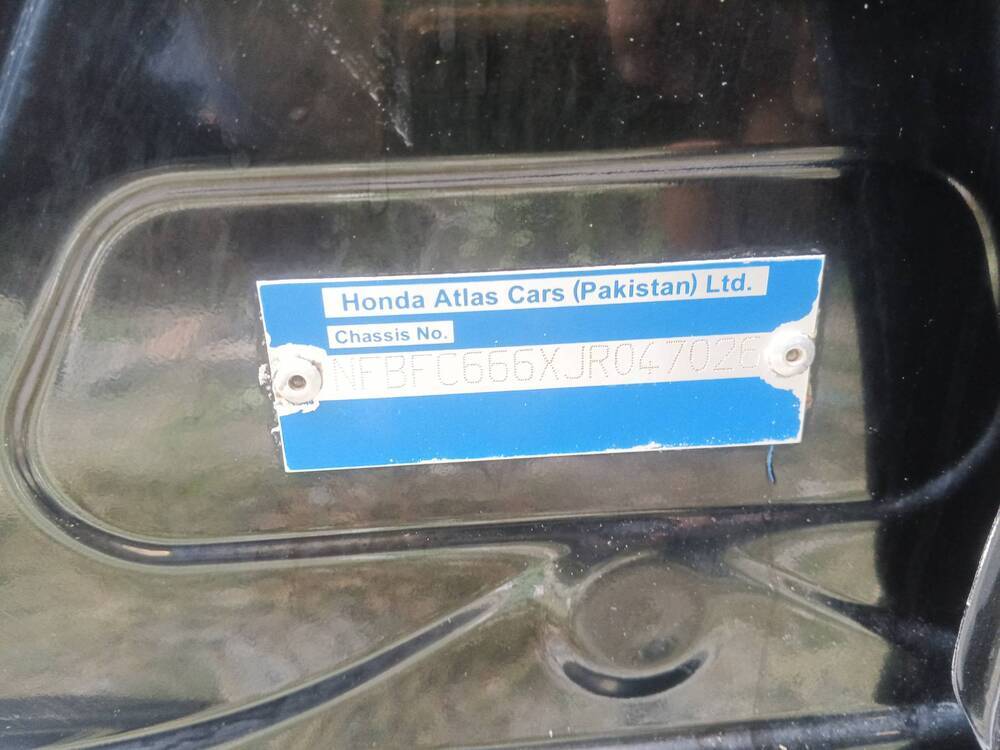 Honda Atlas Cars (Pakistan) Ltd.
Chassis No.
NFBFC666XJR047026